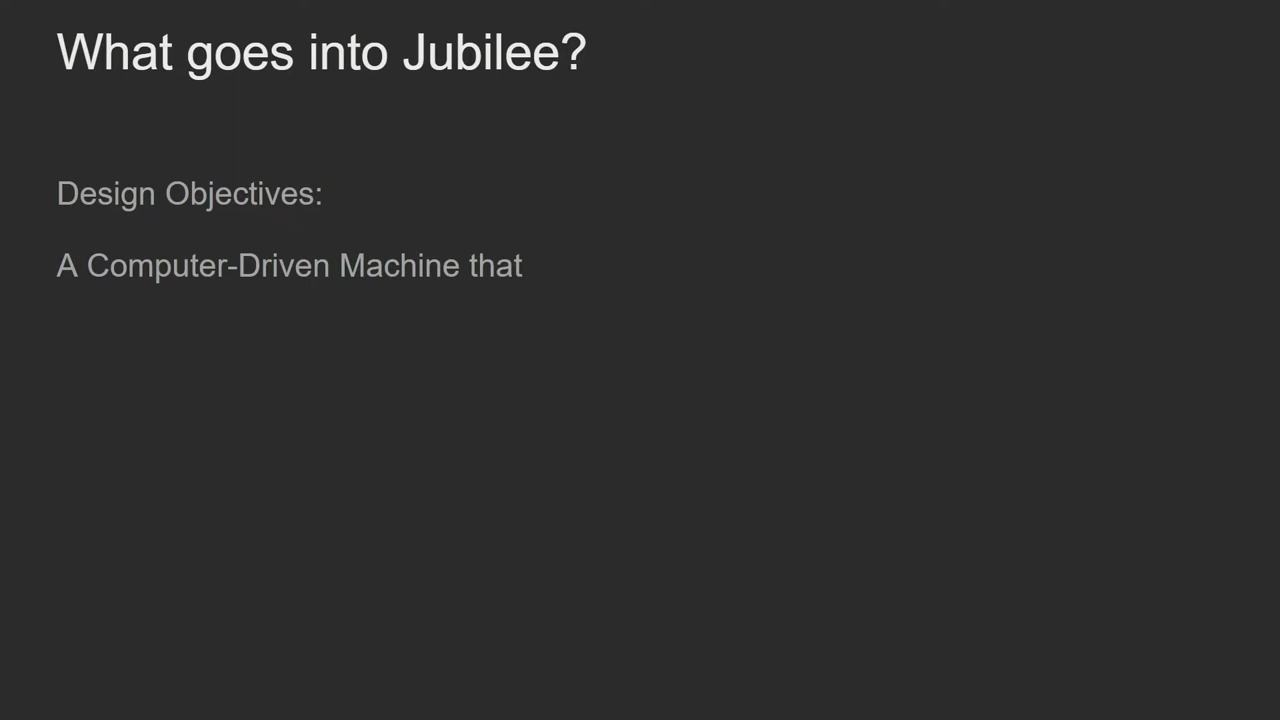 What goes into Jubilee?
Design Objectives:
A Computer-Driven Machine that